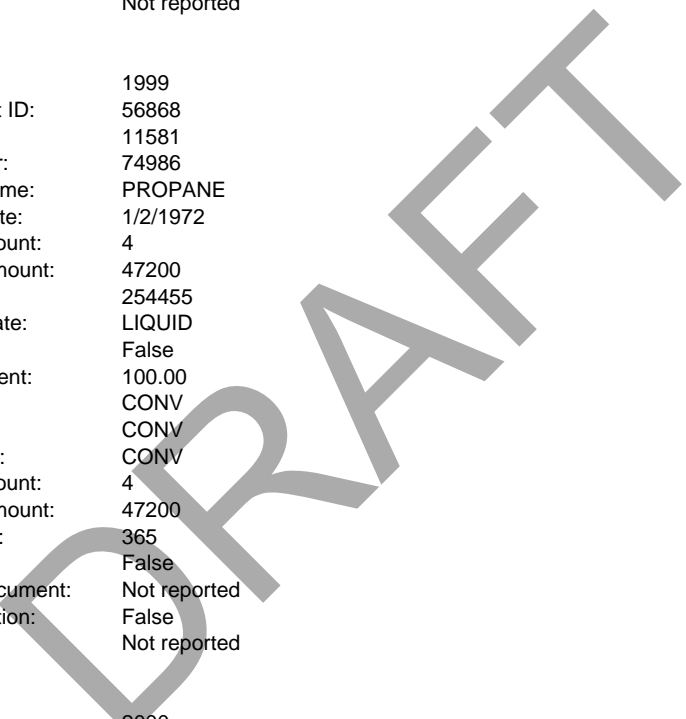 Not reported
1999
t ID: 56868
11581
r: 74986
me: PROPANE
te: 1/2/1972
ount: 4
mount: 47200
254455
ate: LIQUID
False
ent: 100.00
CONV
CONV
: CONV
ount: 4
mount: 47200
: 365
False
cument: Not reported
tion: False
Not reported
DRAFT